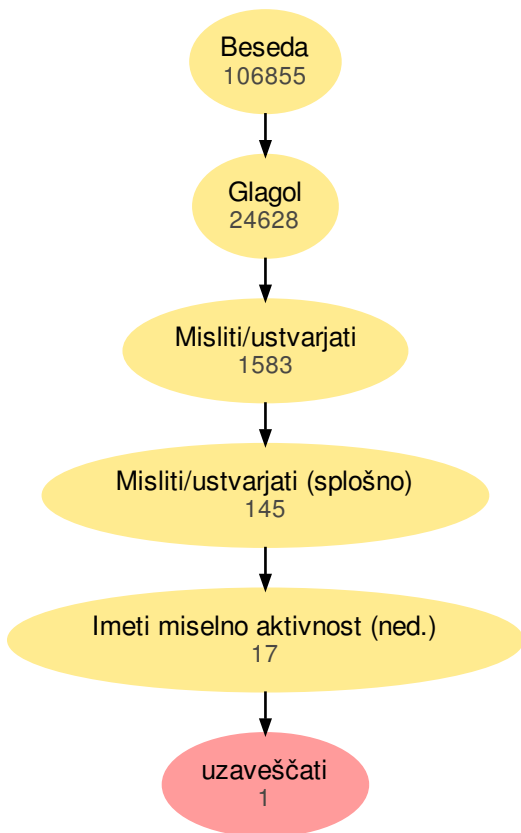 Beseda
106855
Glagol
24628
Misliti/ustvarjati
1583
Misliti/ustvarjati (splošno)
145
Imeti miselno aktivnost (ned.)
17
uzaveščati
1